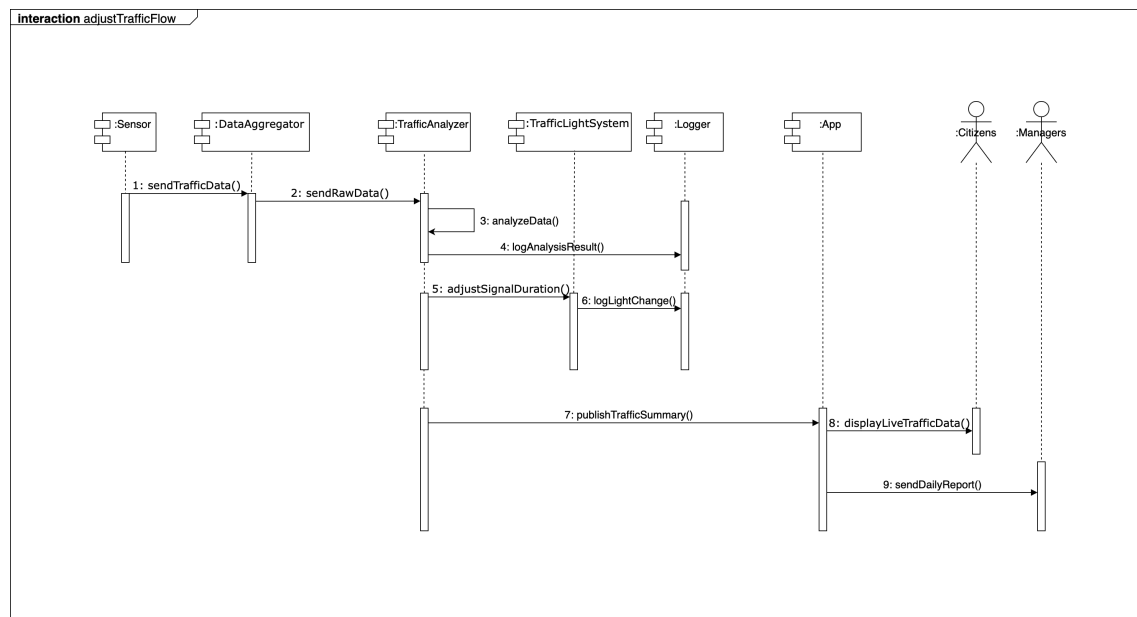 interaction adjustTrafficFlow
:Sensor
:DataAggregator
:TrafficAnalyzer
:TrafficLightSystem
:Logger
:App
:Citizens
:Managers
1: sendTrafficData()
2: sendRawData()
3: analyzeData()
4: logAnalysisResult()
5: adjustSignalDuration()
6: logLightChange()
7: publishTrafficSummary()
8: displayLiveTrafficData()
9: sendDailyReport()